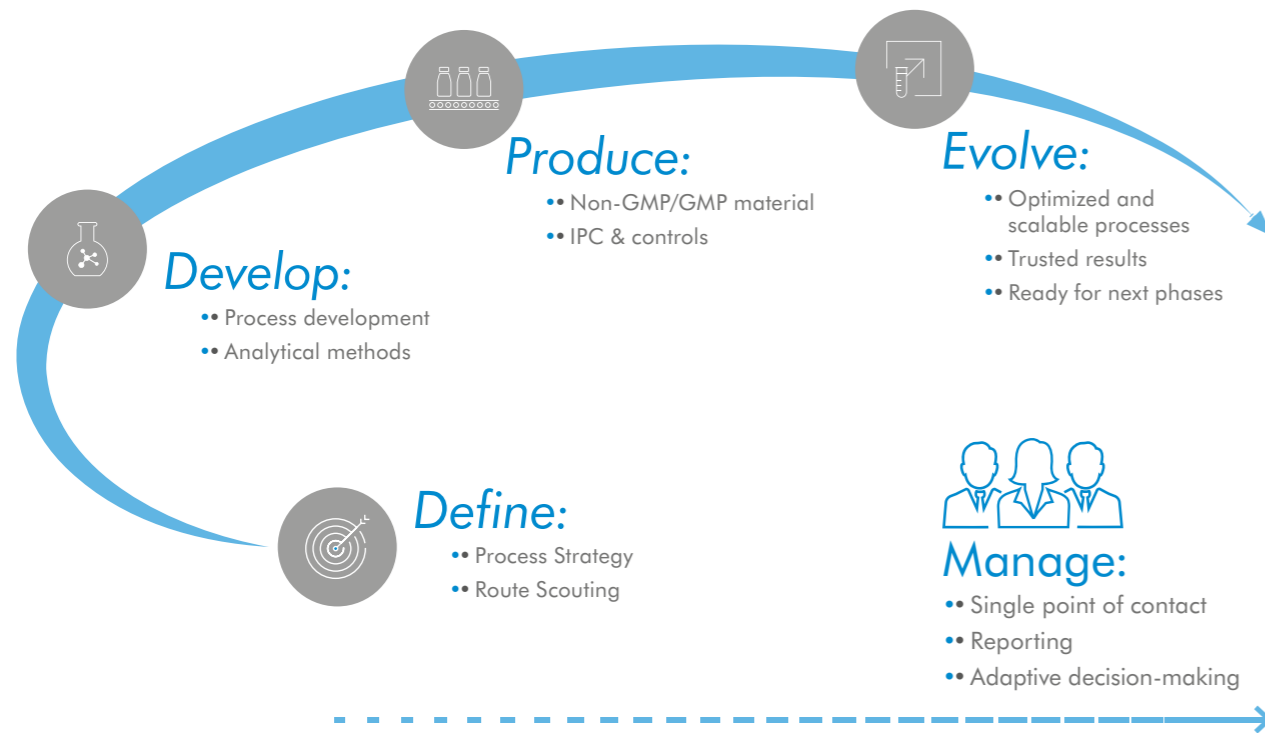 Produce:
•• Non-GMP/GMP material
•• IPC & controls
Evolve:
•• Optimized and
scalable processes
•• Trusted results
•• Ready for next phases
Develop:
•• Process development
•• Analytical methods
Define:
•• Process Strategy
•• Route Scouting
Manage:
•• Single point of contact
•• Reporting
•• Adaptive decision-making